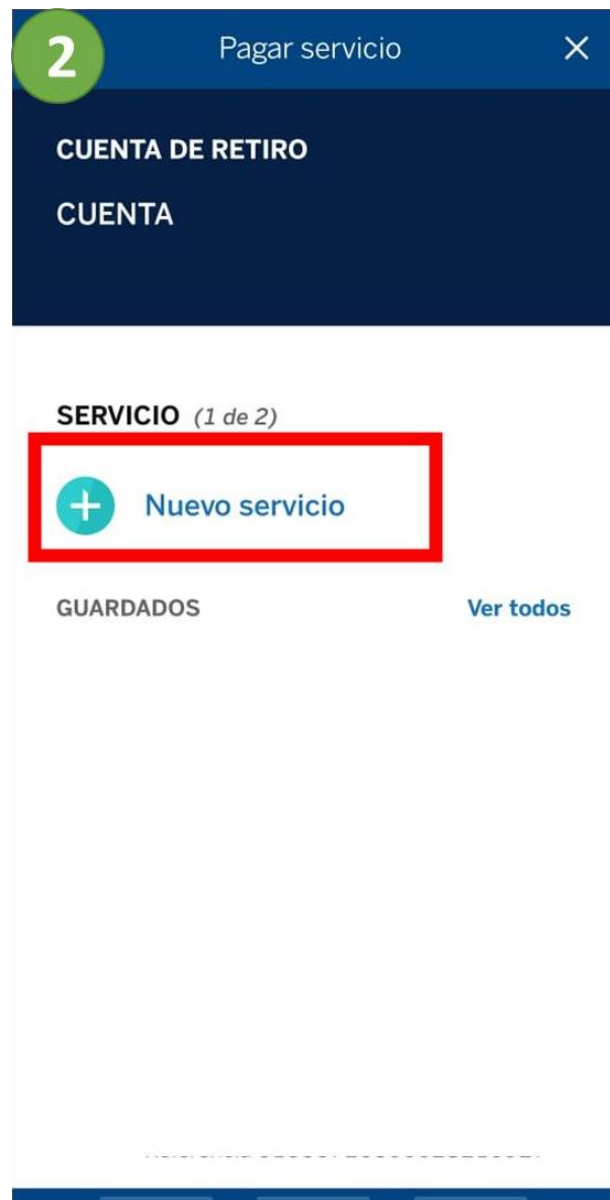 2
Pagar servicio
CUENTA DE RETIRO
CUENTA
SERVICIO (1 de 2)
Nuevo servicio
GUARDADOS
Ver todos